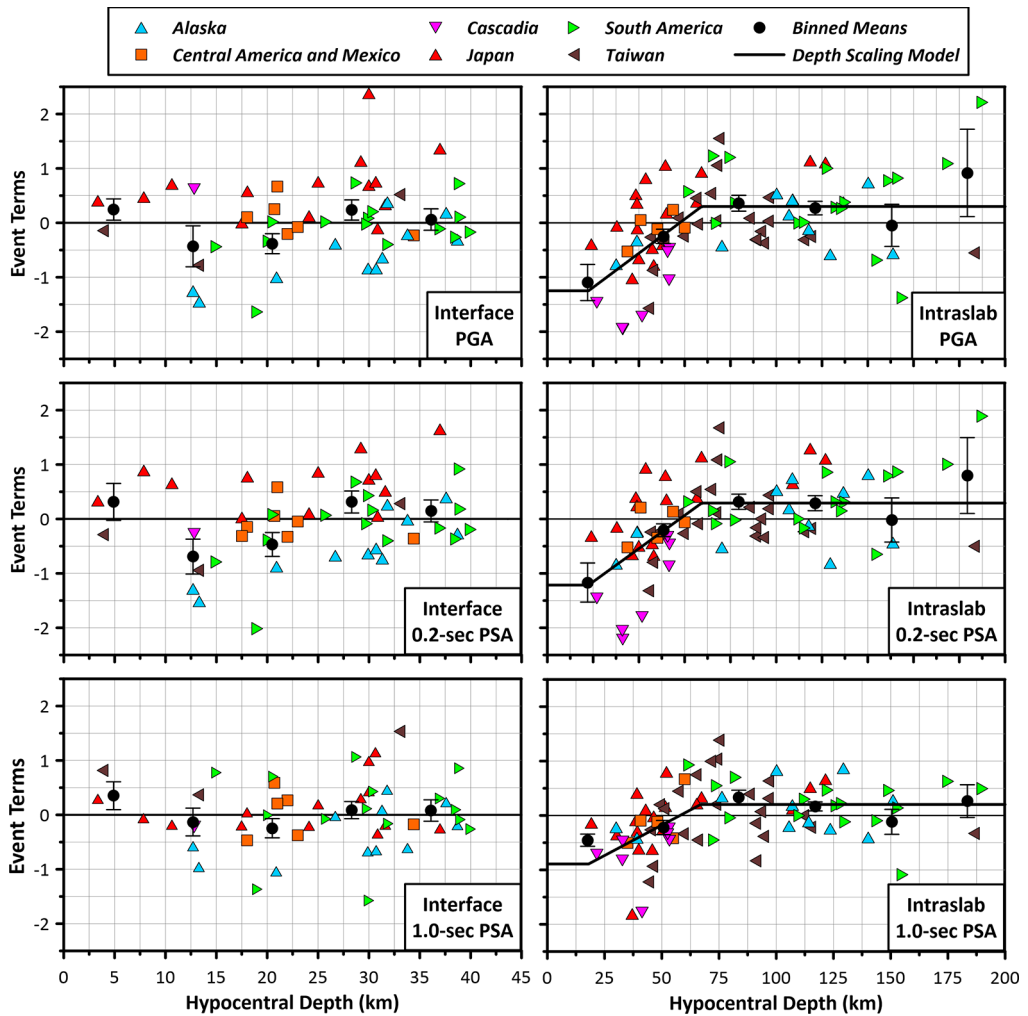 Alaska Cascadia South America Binned Means
Central America and Mexico Japan Taiwan Depth Scaling Model
Event Terms
2
1
0
-1
-2
Interface
PGA
Intraslab
PGA
Event Terms
2
1
0
-1
-2
Interface
0.2-sec PSA
Intraslab
0.2-sec PSA
Event Terms
2
1
0
-1
-2
Interface
1.0-sec PSA
Intraslab
1.0-sec PSA
0 5 10 15 20 25 30 35 40 45
0 25 50 75 100 125 150 175 200
Hypocentral Depth (km)
Hypocentral Depth (km)